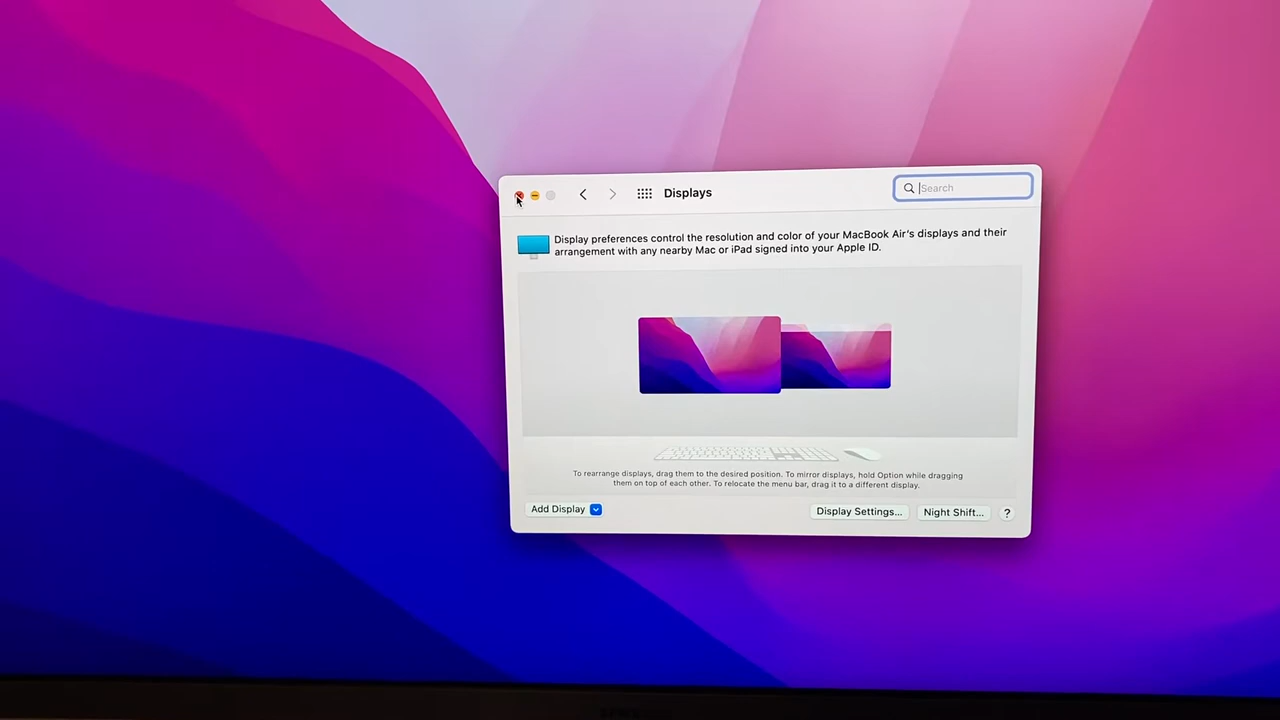 Displays
Search
Display preferences control the resolution and color of your MacBook Air's displays and their
arrangement with any nearby Mac or iPad signed into your Apple ID.
To rearrange displays, drag them to the desired position. To mirror displays, hold Option while dragging
them on top of each other. To relocate the menu bar, drag it to a different display.
Add Display
Display Settings...
Night Shift...
?